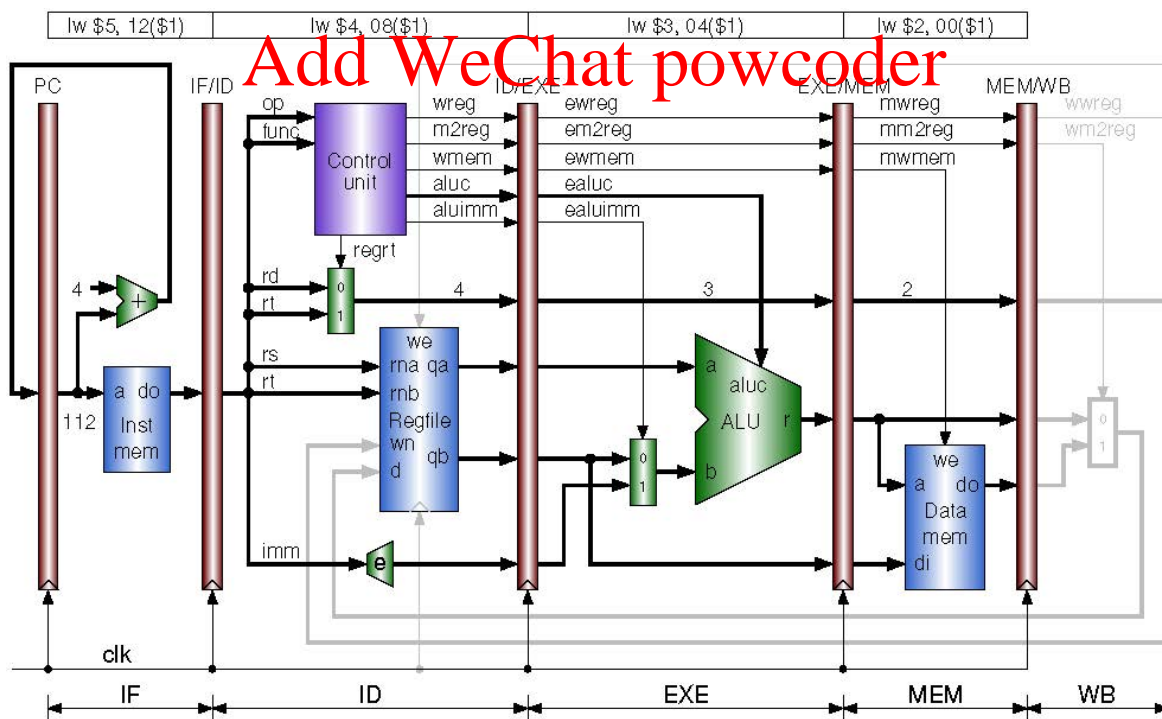 lw $5, 12($1) lw $4, 08($1) lw $3, 04($1) lw $2, 00($1)
Add WeChat powcoder
PC IF/ID ID/EXE EXE/MEM MEM/WB
op wreg ewreg mwreg wwreg
func m2reg em2reg mm2reg wm2reg
Control unit wmem ewmem mwmem
aluc ealuc
aluimm ealuimm
regrt
4 + rd 0 4 3 2
rt 1
we
rs rna qa a aluc
rt rnb ALU r 0
112 a do Regfile 1
Inst wn 0 we
mem d qb 1 b a do
Data
mem
imm e di
clk
IF ID EXE MEM WB